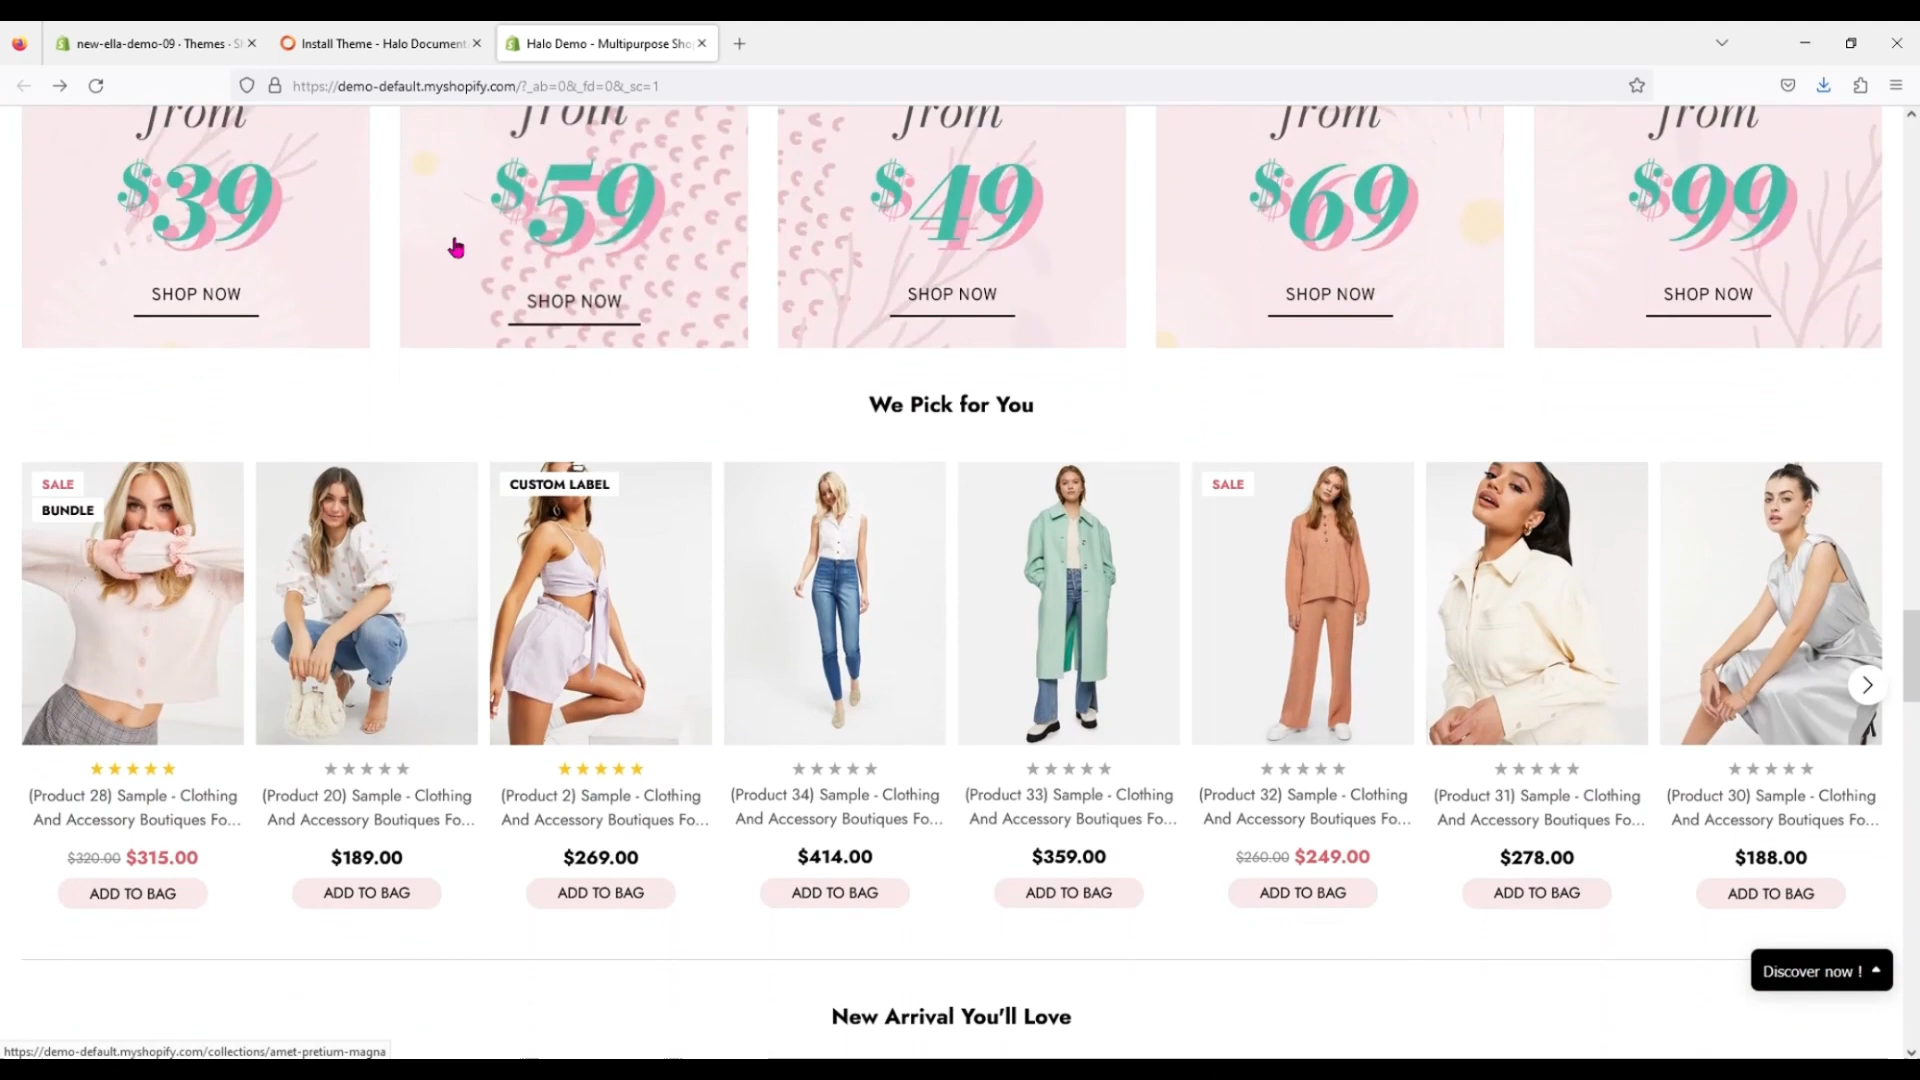 new-ella-demo-09 · Themes · S
Install Theme - Halo Document
Halo Demo - Multipurpose Sho
https://demo-default.myshopify.com/?_ab=0&_fd=0&_sc=1
from
from
from
from
from
$39
$59
$49
$69
$99
SHOP NOW
SHOP NOW
SHOP NOW
SHOP NOW
SHOP NOW
We Pick for You
SALE
BUNDLE
CUSTOM LABEL
SALE
(Product 28) Sample - Clothing
And Accessory Boutiques Fo...
$320.00 $315.00
ADD TO BAG
(Product 20) Sample - Clothing
And Accessory Boutiques Fo...
$189.00
ADD TO BAG
(Product 2) Sample - Clothing
And Accessory Boutiques Fo...
$269.00
ADD TO BAG
(Product 34) Sample - Clothing
And Accessory Boutiques Fo...
$414.00
ADD TO BAG
(Product 33) Sample - Clothing
And Accessory Boutiques Fo...
$359.00
ADD TO BAG
(Product 32) Sample - Clothing
And Accessory Boutiques Fo...
$260.00 $249.00
ADD TO BAG
(Product 31) Sample - Clothing
And Accessory Boutiques Fo...
$278.00
ADD TO BAG
(Product 30) Sample - Clothing
And Accessory Boutiques Fo...
$188.00
ADD TO BAG
Discover now !
New Arrival You'll Love
https://demo-default.myshopify.com/collections/amet-pretium-magna